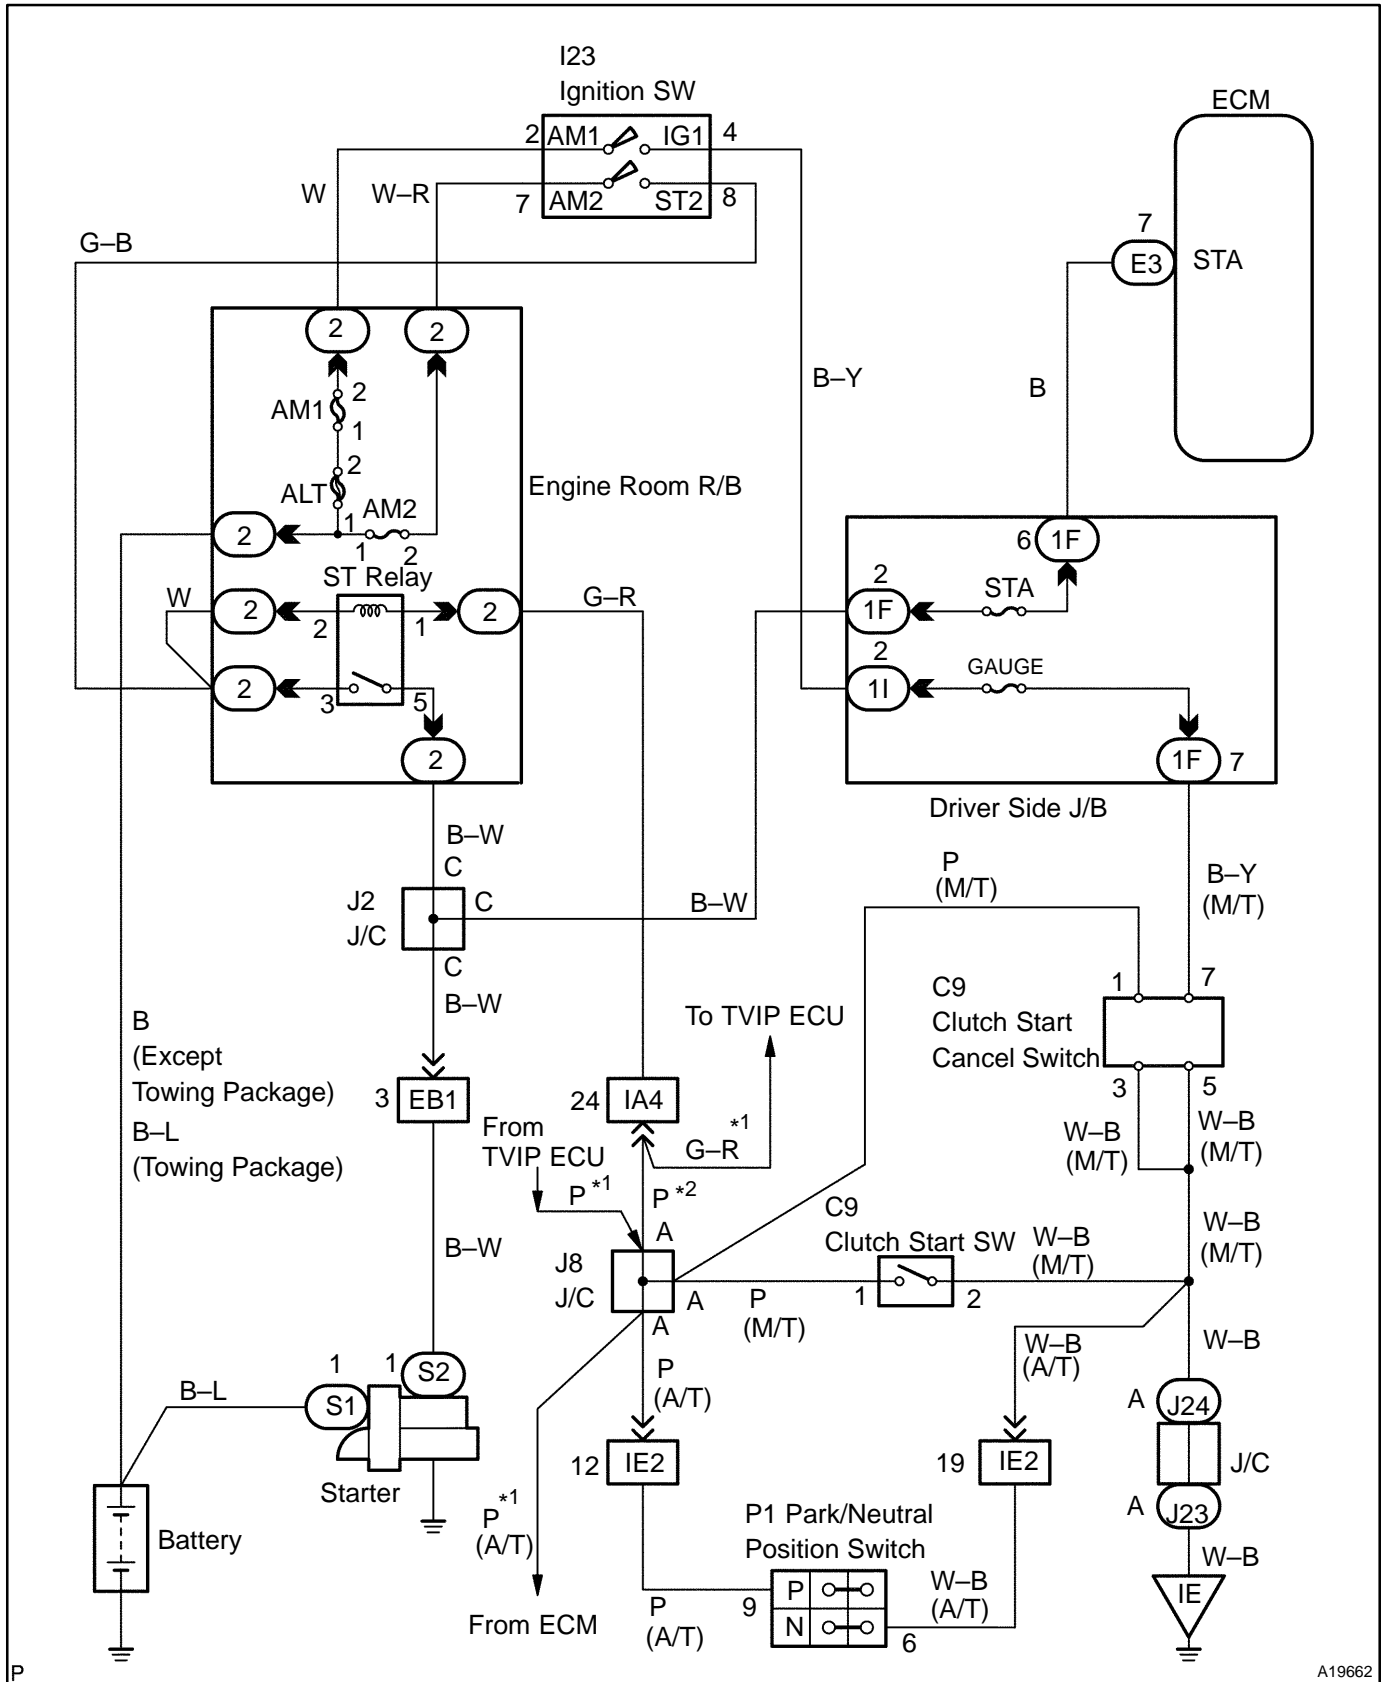 I23
Ignition SW
ECM
2 AM1 IG1 4
7 AM2 ST2 8
W
W–R
G–B
7
E3 STA
2
2
AM1
2
1
B–Y
B
2
ALT
1
AM2
1
2
Engine Room R/B
2
ST Relay
6 1F
2
STA
1F
W
2
2
1
2
G–R
2
GAUGE
1I
2
3
5
2
1F 7
Driver Side J/B
B–W
C
J2
J/C
C
B–W
C
B–W
P
(M/T)
B–Y
(M/T)
C9
Clutch Start
Cancel Switch
1
7
3
5
To TVIP ECU
B
(Except
Towing Package)
B–L
(Towing Package)
3 EB1
24 IA4
From
TVIP ECU
G–R *1
P *1
P *2
W–B
(M/T)
W–B
(M/T)
C9
Clutch Start SW
W–B
(M/T)
W–B
(M/T)
B–W
A
J8
J/C
A
A
P
(M/T)
1
2
W–B
(A/T)
W–B
P
(A/T)
1
1
S2
B–L
S1
A J24
12 IE2
19 IE2
J/C
Starter
A J23
P *1
(A/T)
P1 Park/Neutral
Position Switch
Battery
W–B
W–B
(A/T)
9 P
N 6
IE
From ECM
P
(A/T)
P
A19662